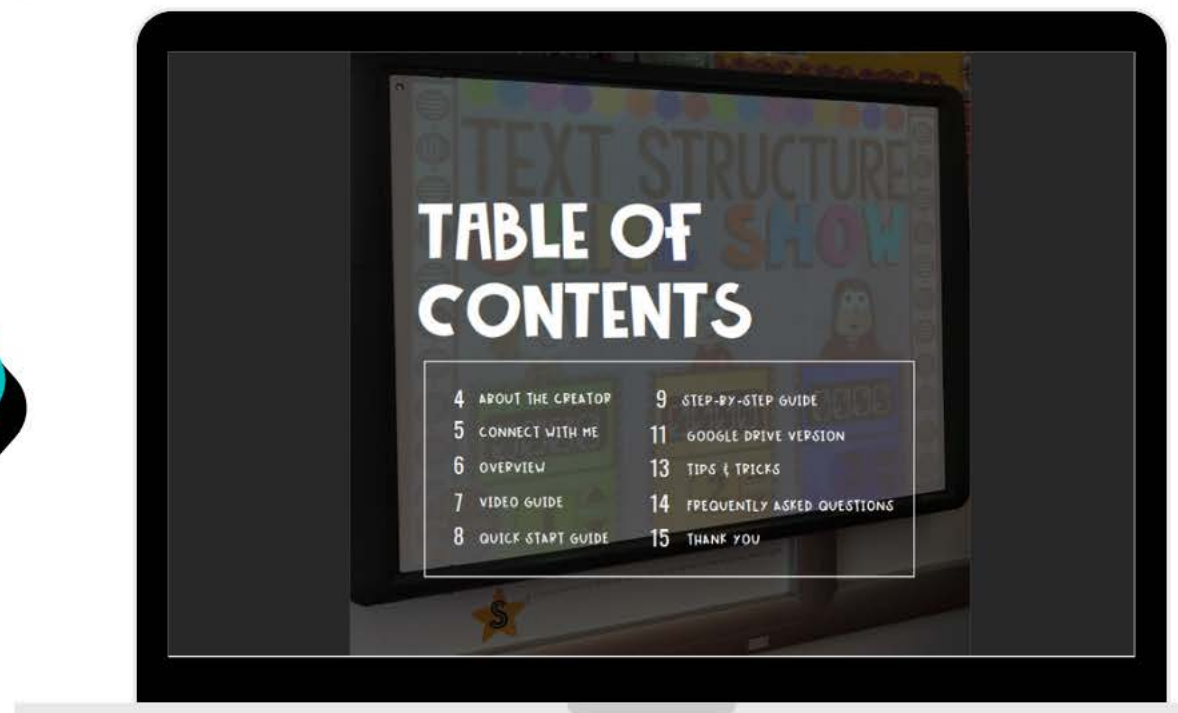 TEXT STRUCTURE
GAME SHOW
TABLE OF
CONTENTS
4 ABOUT THE CREATOR
5 CONNECT WITH ME
6 OVERVIEW
7 VIDEO GUIDE
8 QUICK START GUIDE
9 STEP-BY-STEP GUIDE
11 GOOGLE DRIVE VERSION
13 TIPS & TRICKS
14 FREQUENTLY ASKED QUESTIONS
15 THANK YOU
S